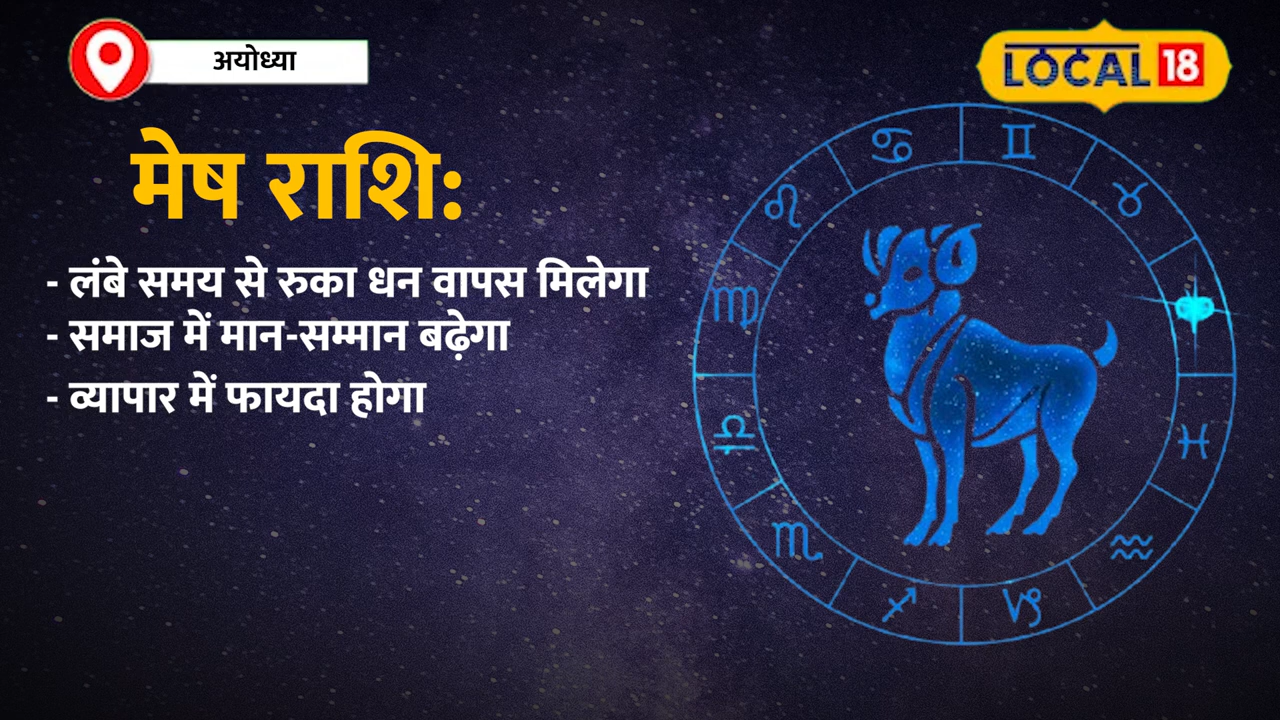 अयोध्या
LOCAL 18
मेष राशि:
- लंबे समय से रुका धन वापस मिलेगा
- समाज में मान-सम्मान बढ़ेगा
- व्यापार में फायदा होगा